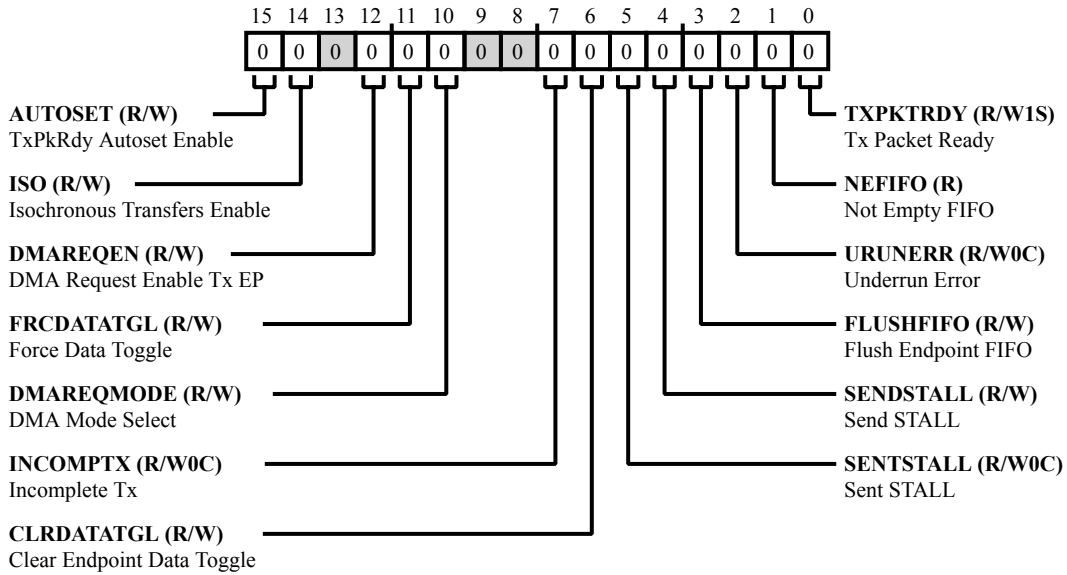 15 14 13 12 11 10 9 8 7 6 5 4 3 2 1 0
0 0 0 0 0 0 0 0 0 0 0 0 0 0 0 0
AUTOSET (R/W)
TxPkRdy Autoset Enable
ISO (R/W)
Isochronous Transfers Enable
DMAREQEN (R/W)
DMA Request Enable Tx EP
FRCDATATGL (R/W)
Force Data Toggle
DMAREQMODE (R/W)
DMA Mode Select
INCOMPTX (R/W0C)
Incomplete Tx
CLRDATATGL (R/W)
Clear Endpoint Data Toggle
TXPKTRDY (R/W1S)
Tx Packet Ready
NEFIFO (R)
Not Empty FIFO
URUNERR (R/W0C)
Underrun Error
FLUSHFIFO (R/W)
Flush Endpoint FIFO
SENDSTALL (R/W)
Send STALL
SENTSTALL (R/W0C)
Sent STALL